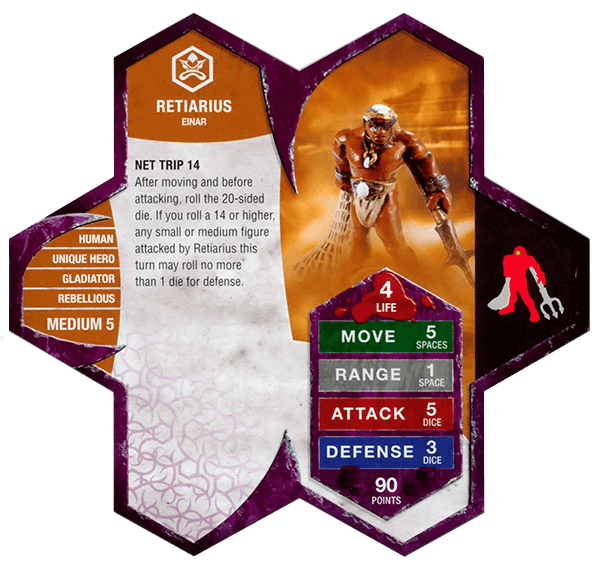 RETIARIUS
EINAR
NET TRIP 14
After moving and before
attacking, roll the 20-sided
die. If you roll a 14 or higher,
any small or medium figure
attacked by Retiarius this
turn may roll no more
than 1 die for defense.
HUMAN
UNIQUE HERO
GLADIATOR
REBELLIOUS
MEDIUM 5
4
LIFE
MOVE 5
SPACES
RANGE 1
SPACE
ATTACK 5
DICE
DEFENSE 3
DICE
90
POINTS